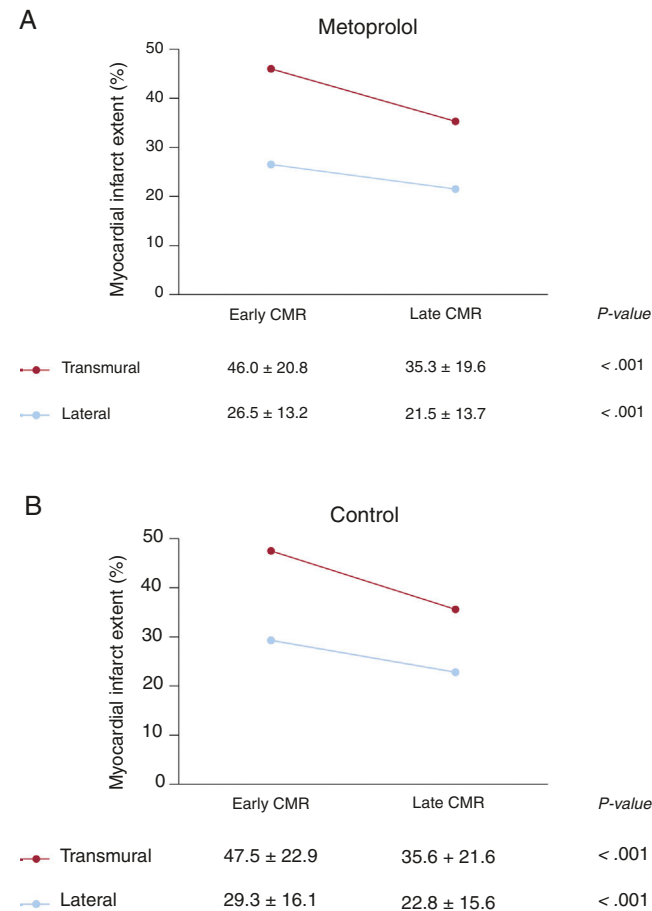 A
Metoprolol
Myocardial infarct extent (%)
50
40
30
20
10
0
Early CMR Late CMR P-value
Transmural 46.0 ± 20.8 35.3 ± 19.6 < .001
Lateral 26.5 ± 13.2 21.5 ± 13.7 < .001
B
Control
Myocardial infarct extent (%)
50
40
30
20
10
0
Early CMR Late CMR P-value
Transmural 47.5 ± 22.9 35.6 + 21.6 < .001
Lateral 29.3 ± 16.1 22.8 ± 15.6 < .001